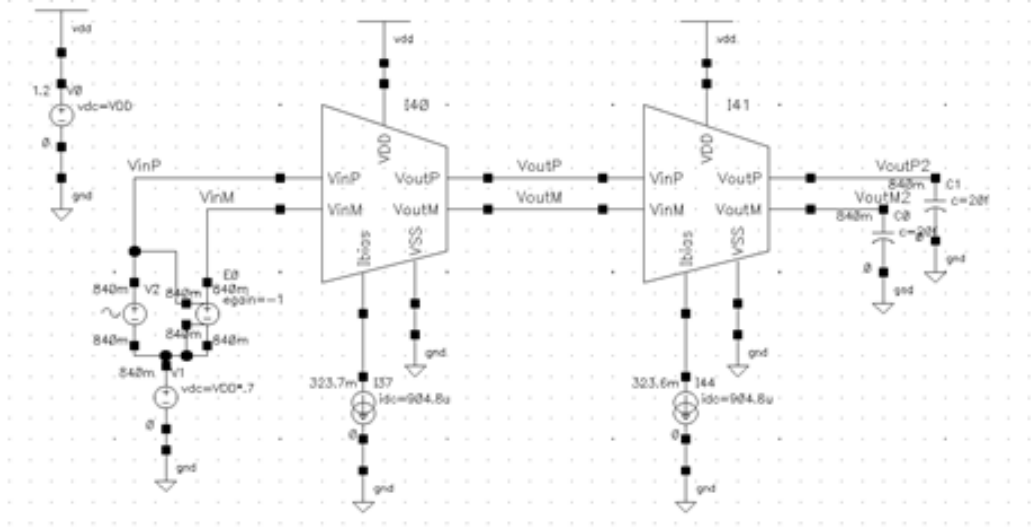 vdd
1.2
V0
vdc=VDD
0
gnd
VinP
VinM
840m
V2
840m
E0
840m
egain=-1
840m
840m
840m
840m
V1
vdc=VDD*.7
0
gnd
vdd
I40
VDD
VinP
VoutP
VinM
VoutM
Ibias
VSS
gnd
323.7m
I37
idc=904.8u
0
gnd
VoutP
VoutM
vdd
I41
VDD
VinP
VoutP
VinM
VoutM
Ibias
VSS
gnd
323.6m
I44
idc=904.8u
0
gnd
VoutP2
840m
C1
VoutM2
c=20f
840m
C0
c=20f
0
gnd
0
gnd